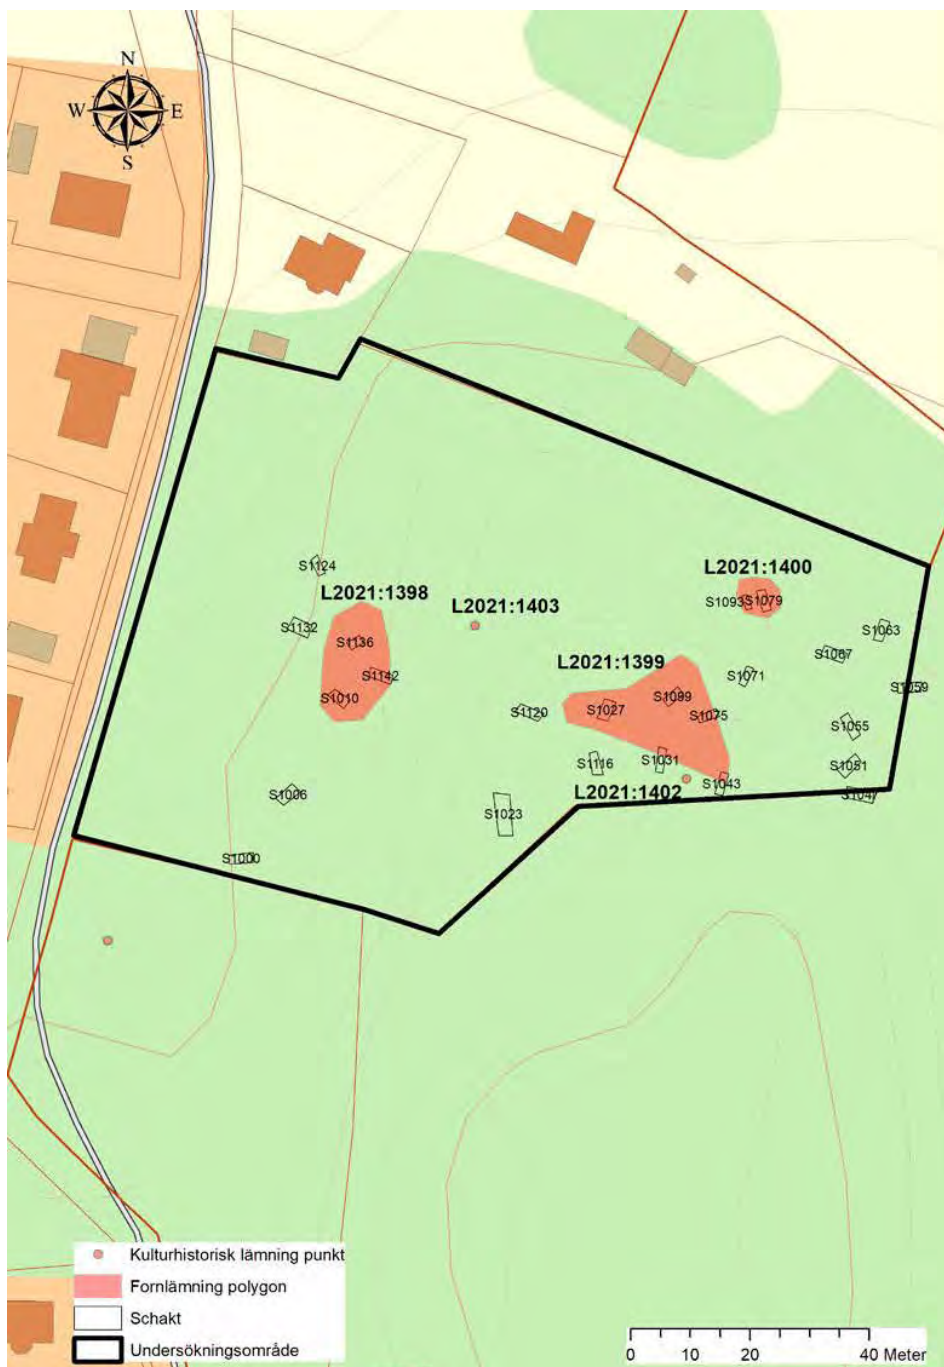 N
W E
S
S1124
L2021:1398
L2021:1403
L2021:1400
S1093
S1079
S1132
S1136
S1142
S1010
L2021:1399
S1063
S1067
S1071
S1059
S1099
S1027
S1075
S1120
S1055
S1116
S1031
S1051
S1043
L2021:1402
S1047
S1006
S1023
S1000
Kulturhistorisk lämning punkt
Fornlämning polygon
Schakt
Undersökningsområde
0 10 20 40 Meter